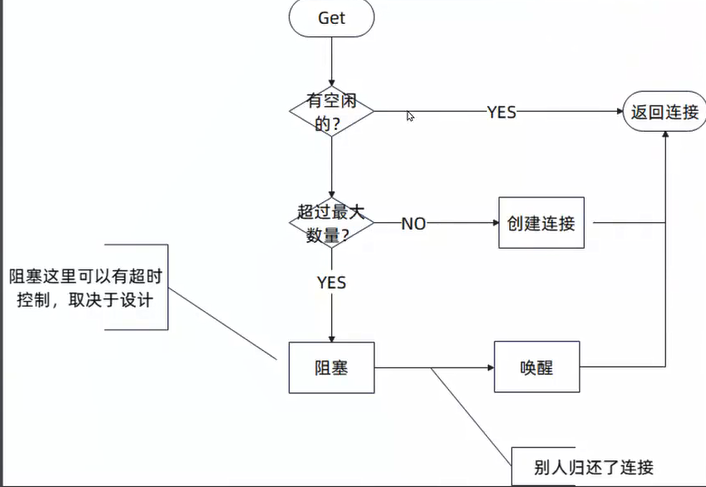 Get
有空闲
的？
YES
返回连接
超过最大
数量？
NO
创建连接
YES
阻塞这里可以有超时
控制，取决于设计
阻塞
唤醒
别人归还了连接